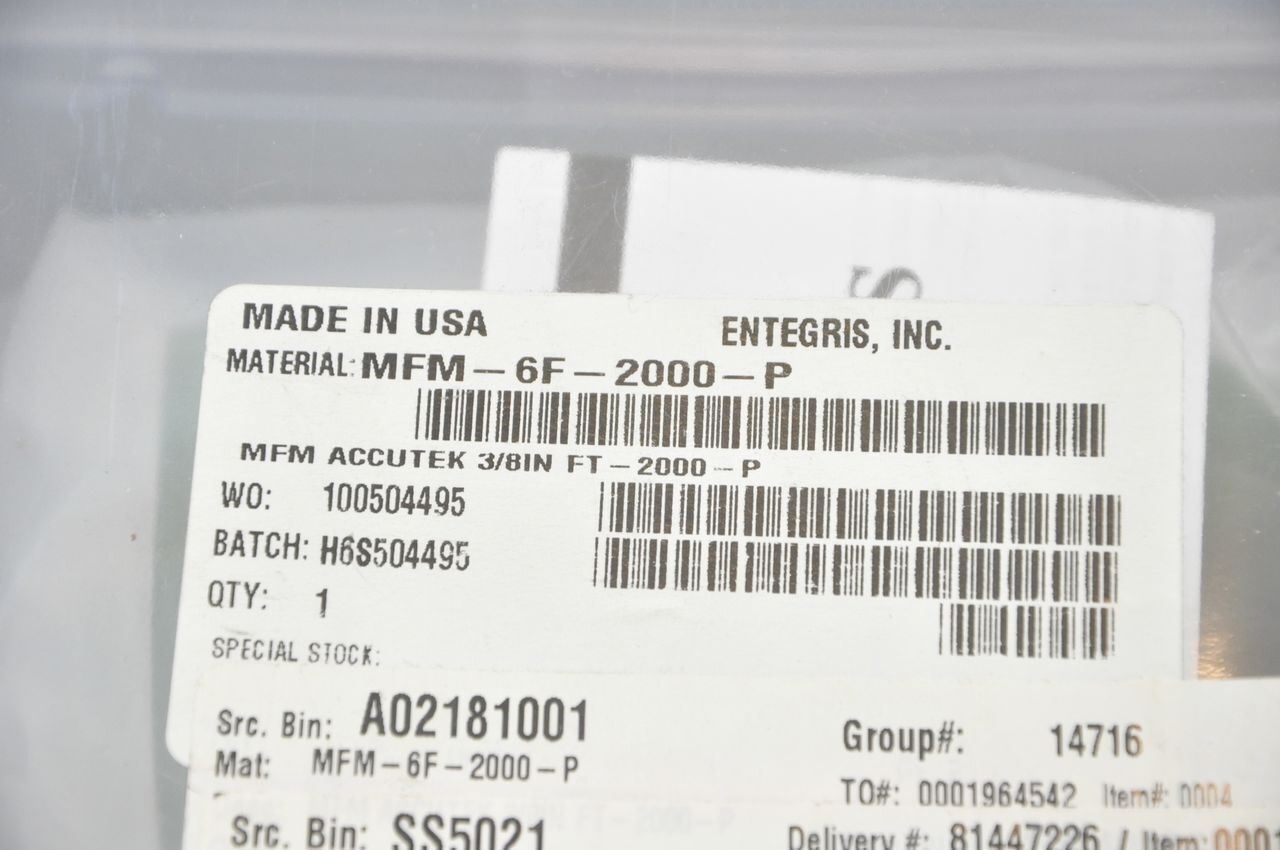 S
MADE IN USA ENTEGRIS, INC.
MATERIAL: MFM-6F-2000-P
MFM ACCUTEK 3/8IN FT-2000-P
WO: 100504495
BATCH: H6S504495
QTY: 1
SPECIAL STOCK:
Src. Bin: A02181001 Group#: 14716
Mat: MFM-6F-2000-P
TO#: 0001964542 Item#: 0004
Src. Bin: SS5021 Delivery #: 81447226 / Item: 0001